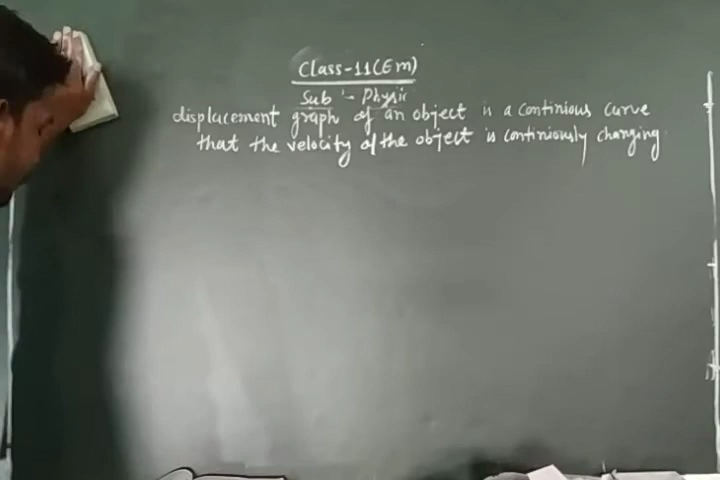 Class-11(Em)
Sub :- Physic
displacement graph of an object is a continious curve
that the velocity of the object is continiously changing